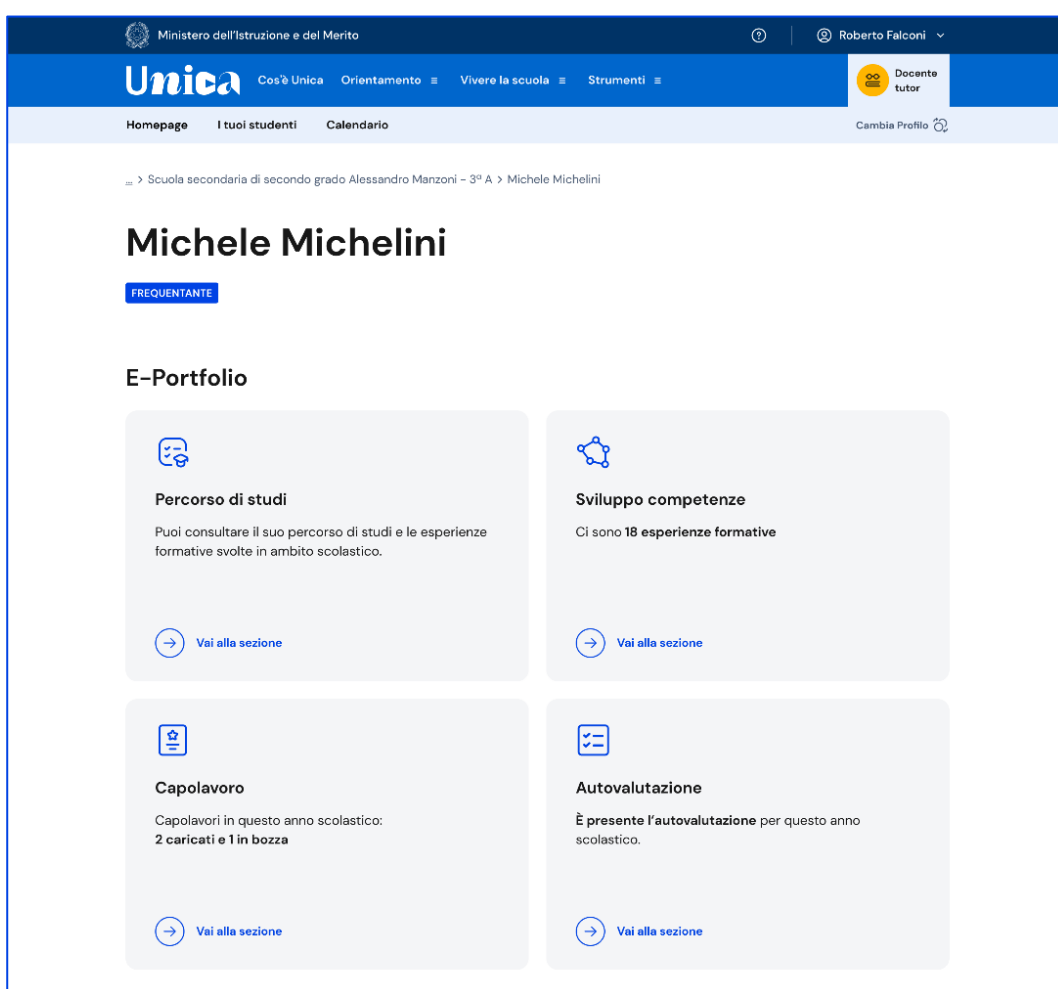 Ministero dell'Istruzione e del Merito
Roberto Falconi
Unica
Cos'è Unica
Orientamento
Vivere la scuola
Strumenti
Docente
tutor
Homepage
I tuoi studenti
Calendario
Cambia Profilo
... > Scuola secondaria di secondo grado Alessandro Manzoni - 3ª A > Michele Michelini
Michele Michelini
FREQUENTANTE
E-Portfolio
Percorso di studi
Puoi consultare il suo percorso di studi e le esperienze
formative svolte in ambito scolastico.
Vai alla sezione
Sviluppo competenze
Ci sono 18 esperienze formative
Vai alla sezione
Capolavoro
Capolavori in questo anno scolastico:
2 caricati e 1 in bozza
Vai alla sezione
Autovalutazione
È presente l'autovalutazione per questo anno
scolastico.
Vai alla sezione